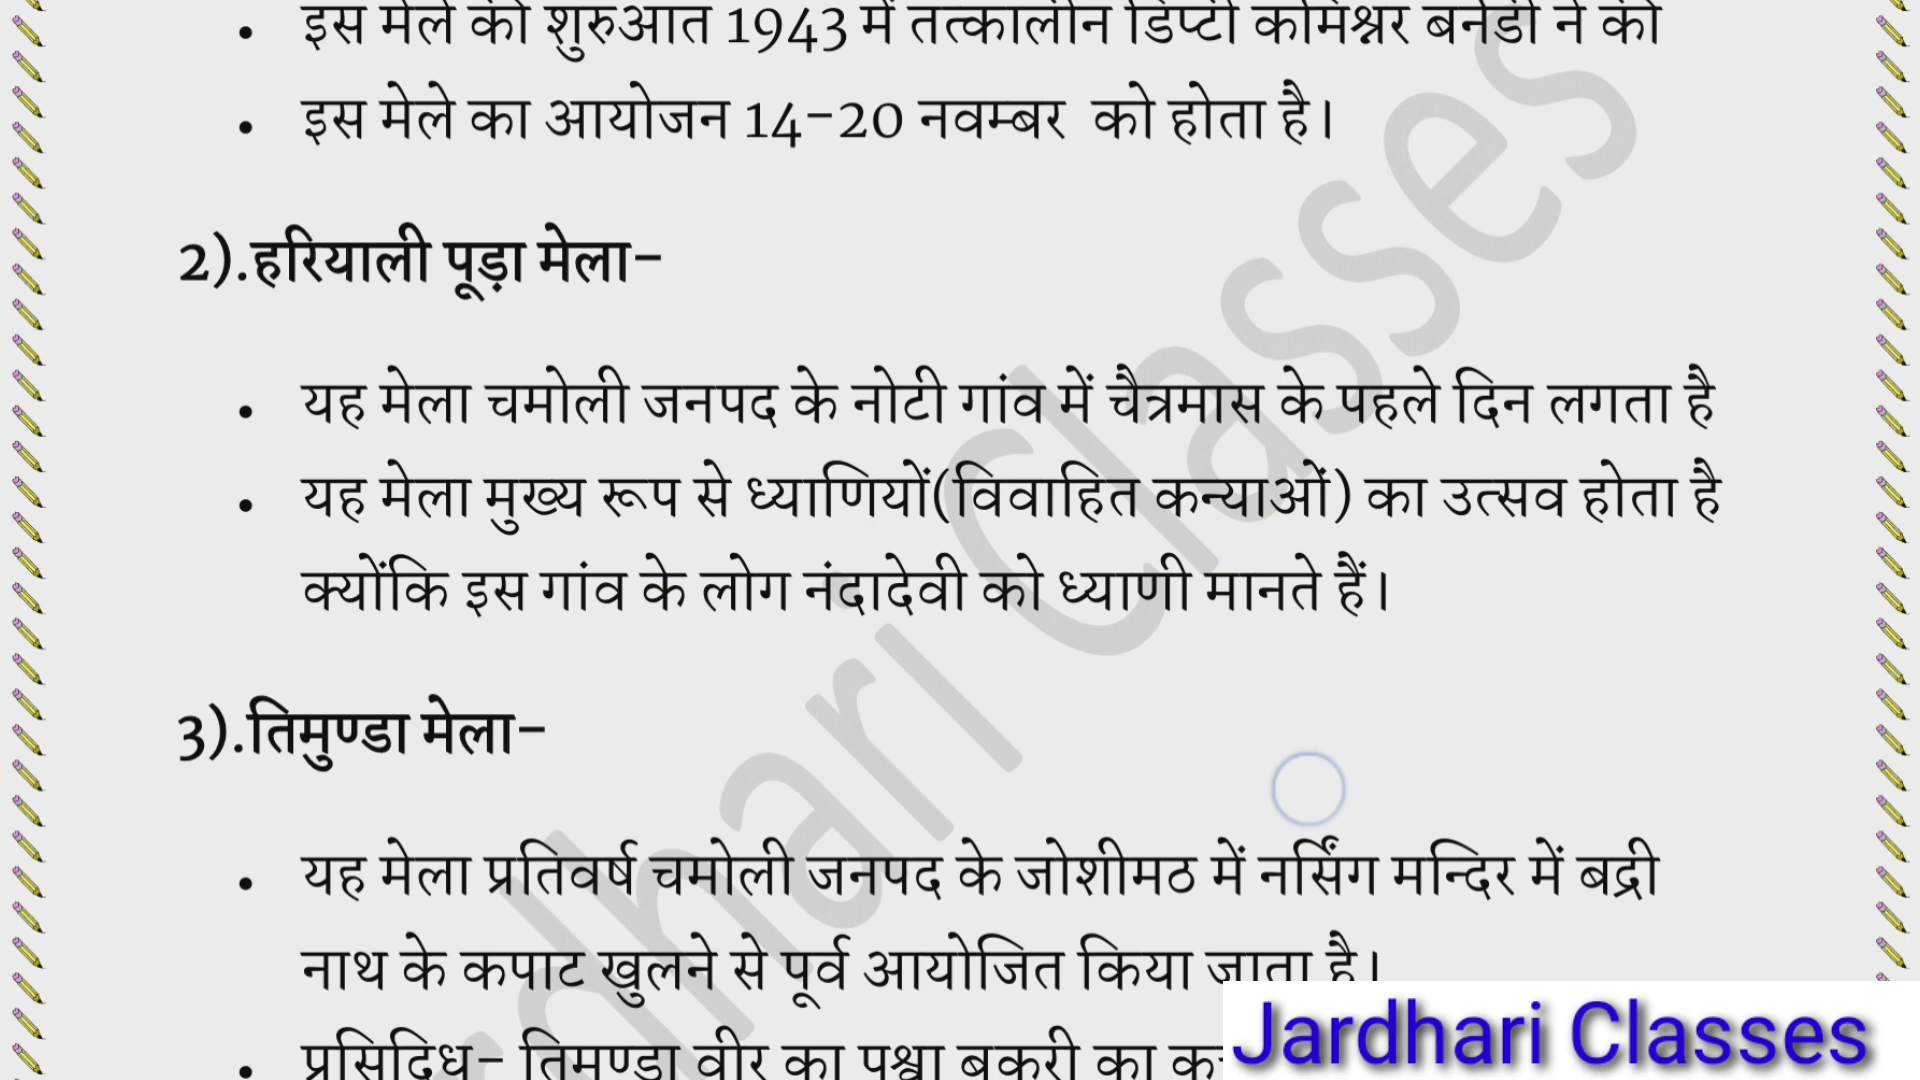 इस मेले की शुरुआत 1943 में तत्कालीन डिप्टी कमिश्नर बर्नेडी ने की
इस मेले का आयोजन 14-20 नवम्बर को होता है।
2).हरियाली पूड़ा मेला-
यह मेला चमोली जनपद के नोटी गांव में चैत्रमास के पहले दिन लगता है
यह मेला मुख्य रूप से ध्याणियों(विवाहित कन्याओं) का उत्सव होता है
क्योंकि इस गांव के लोग नंदादेवी को ध्याणी मानते हैं।
3).तिमुण्डा मेला-
यह मेला प्रतिवर्ष चमोली जनपद के जोशीमठ में नर्सिंग मन्दिर में बद्री
नाथ के कपाट खुलने से पूर्व आयोजित किया जाता है।
प्रसिद्धि- तिमुण्डा वीर का पश्वा बकरी का
Jardhari Classes